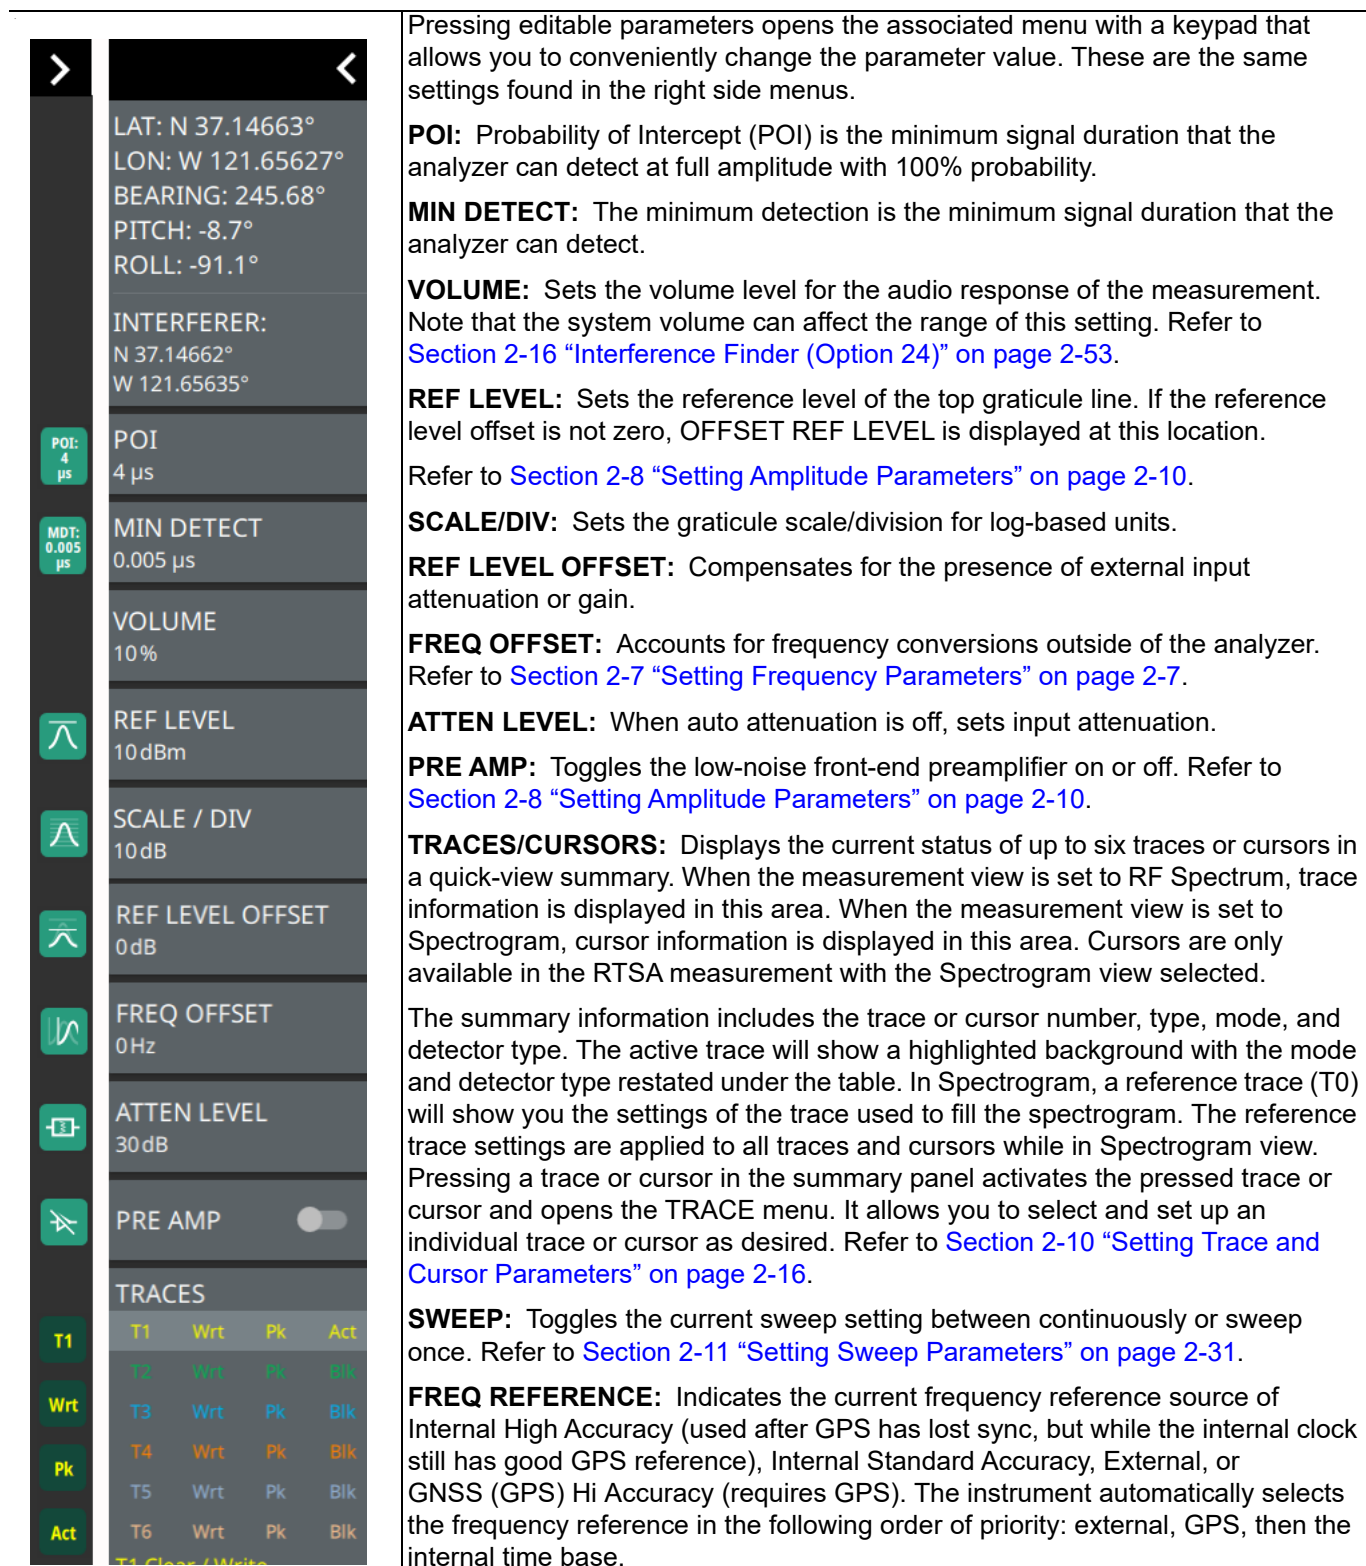 LAT: N 37.14663°
LON: W 121.65627°
BEARING: 245.68°
PITCH: -8.7°
ROLL: -91.1°
INTERFERER:
N 37.14662°
W 121.65635°
POI:
4
µs
POI
4 µs
MDT:
0.005
µs
MIN DETECT
0.005 µs
VOLUME
10%
REF LEVEL
10 dBm
SCALE / DIV
10 dB
REF LEVEL OFFSET
0 dB
FREQ OFFSET
0 Hz
ATTEN LEVEL
30 dB
PRE AMP
TRACES
T1
Wrt
Pk
Act
T1 Wrt Pk Act
T2 Wrt Pk Blk
T3 Wrt Pk Blk
T4 Wrt Pk Blk
T5 Wrt Pk Blk
T6 Wrt Pk Blk
T1 Clear / Write
Pressing editable parameters opens the associated menu with a keypad that
allows you to conveniently change the parameter value. These are the same
settings found in the right side menus.
POI: Probability of Intercept (POI) is the minimum signal duration that the
analyzer can detect at full amplitude with 100% probability.
MIN DETECT: The minimum detection is the minimum signal duration that the
analyzer can detect.
VOLUME: Sets the volume level for the audio response of the measurement.
Note that the system volume can affect the range of this setting. Refer to
Section 2-16 “Interference Finder (Option 24)” on page 2-53.
REF LEVEL: Sets the reference level of the top graticule line. If the reference
level offset is not zero, OFFSET REF LEVEL is displayed at this location.
Refer to Section 2-8 “Setting Amplitude Parameters” on page 2-10.
SCALE/DIV: Sets the graticule scale/division for log-based units.
REF LEVEL OFFSET: Compensates for the presence of external input
attenuation or gain.
FREQ OFFSET: Accounts for frequency conversions outside of the analyzer.
Refer to Section 2-7 “Setting Frequency Parameters” on page 2-7.
ATTEN LEVEL: When auto attenuation is off, sets input attenuation.
PRE AMP: Toggles the low-noise front-end preamplifier on or off. Refer to
Section 2-8 “Setting Amplitude Parameters” on page 2-10.
TRACES/CURSORS: Displays the current status of up to six traces or cursors in
a quick-view summary. When the measurement view is set to RF Spectrum, trace
information is displayed in this area. When the measurement view is set to
Spectrogram, cursor information is displayed in this area. Cursors are only
available in the RTSA measurement with the Spectrogram view selected.
The summary information includes the trace or cursor number, type, mode, and
detector type. The active trace will show a highlighted background with the mode
and detector type restated under the table. In Spectrogram, a reference trace (T0)
will show you the settings of the trace used to fill the spectrogram. The reference
trace settings are applied to all traces and cursors while in Spectrogram view.
Pressing a trace or cursor in the summary panel activates the pressed trace or
cursor and opens the TRACE menu. It allows you to select and set up an
individual trace or cursor as desired. Refer to Section 2-10 “Setting Trace and
Cursor Parameters” on page 2-16.
SWEEP: Toggles the current sweep setting between continuously or sweep
once. Refer to Section 2-11 “Setting Sweep Parameters” on page 2-31.
FREQ REFERENCE: Indicates the current frequency reference source of
Internal High Accuracy (used after GPS has lost sync, but while the internal clock
still has good GPS reference), Internal Standard Accuracy, External, or
GNSS (GPS) Hi Accuracy (requires GPS). The instrument automatically selects
the frequency reference in the following order of priority: external, GPS, then the
internal time base.